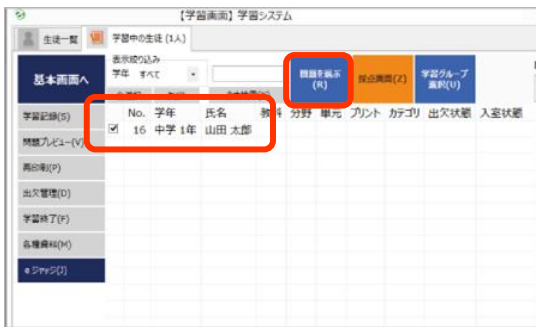 【学習画面】学習システム
生徒一覧 学習中の生徒 (1人)
基本画面へ
表示絞り込み
学年 すべて
問題を表示
(R)
採点画面(Z)
学習グループ
選択(U)
No. 学年 氏名 教科 分野 単元 プリント カテゴリ 出欠状態 入室状態
16 中学 1年 山田 太郎
学習記録(S)
問題プレビュー(V)
再印刷(P)
出欠管理(D)
学習終了(F)
各種資料(M)
eジャッジ(J)